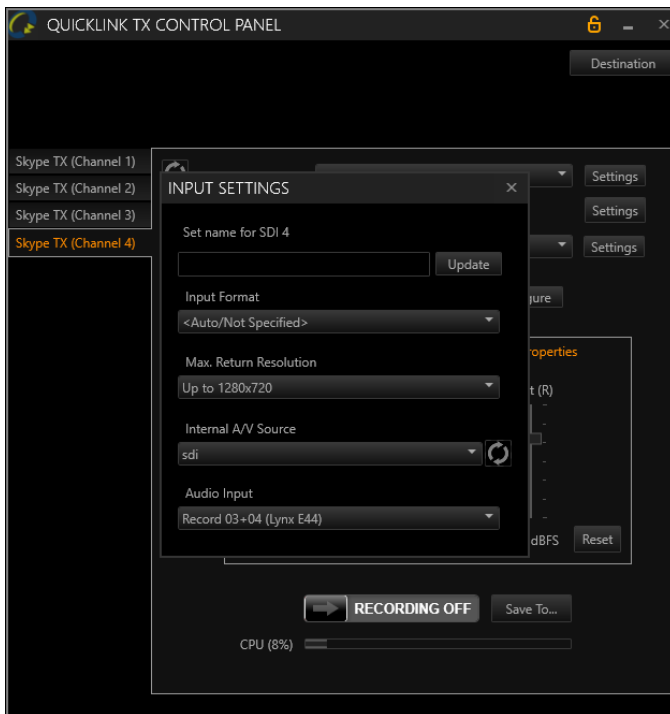 QUICKLINK TX CONTROL PANEL
Destination
Skype TX (Channel 1)
Skype TX (Channel 2)
Skype TX (Channel 3)
Skype TX (Channel 4)
Settings
Settings
Settings
INPUT SETTINGS
Set name for SDI 4
Update
Input Format
<Auto/Not Specified>
Max. Return Resolution
Up to 1280x720
Internal A/V Source
sdi
Audio Input
Record 03+04 (Lynx E44)
(R)
dBFS
Reset
RECORDING OFF
Save To...
CPU (8%)